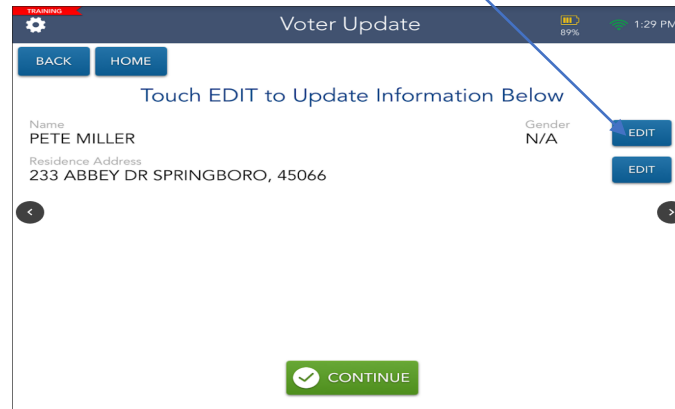 TRAINING
Voter Update
89%
1:29 PM
BACK HOME
Touch EDIT to Update Information Below
Name Gender
PETE MILLER N/A EDIT
Residence Address
233 ABBEY DR SPRINGBORO, 45066 EDIT
CONTINUE